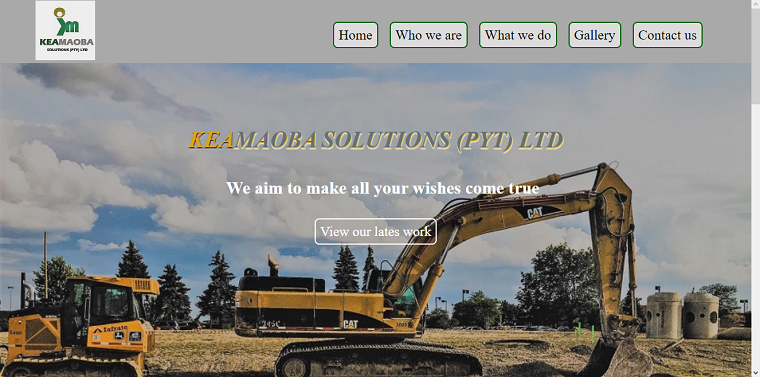 KEAMAOBA
SOLUTIONS (PTY) LTD
Home
Who we are
What we do
Gallery
Contact us
KEAMAOBA SOLUTIONS (PYT) LTD
We aim to make all your wishes come true
View our lates work
CAT
CAT
Infrate